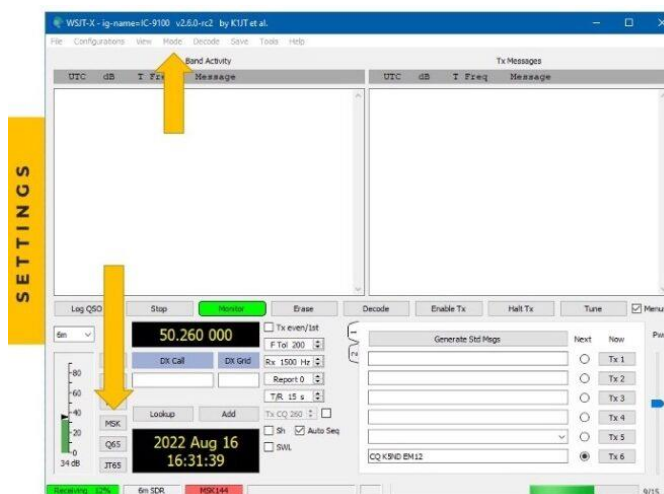 WSJT-X - ig-name=IC-9100 v2.6.0-rc2 by K1JT et al.
File Configurations View Mode Decode Save Tools Help
Band Activity
Tx Messages
UTC dB T Freq Message
UTC dB T Freq Message
SETTINGS
Log QSO Stop Monitor Erase Decode Enable Tx Halt Tx Tune Menus
6m
50.260 000
Tx even/1st
F Tol 200
Rx 1500 Hz
Report 0
T/R 15 s
Tx CQ 260
Sh Auto Seq
SWL
DX Call DX Grid
Lookup Add
2022 Aug 16
16:31:39
-80
-60
-40
-20
-0
34 dB
MSK
Q65
JT65
1
2
Generate Std Msgs Next Now
Pwr
Tx 1
Tx 2
Tx 3
Tx 4
Tx 5
CQ K5ND EM12 Tx 6
Receiving 12% 6m SDR MSK144 9/15